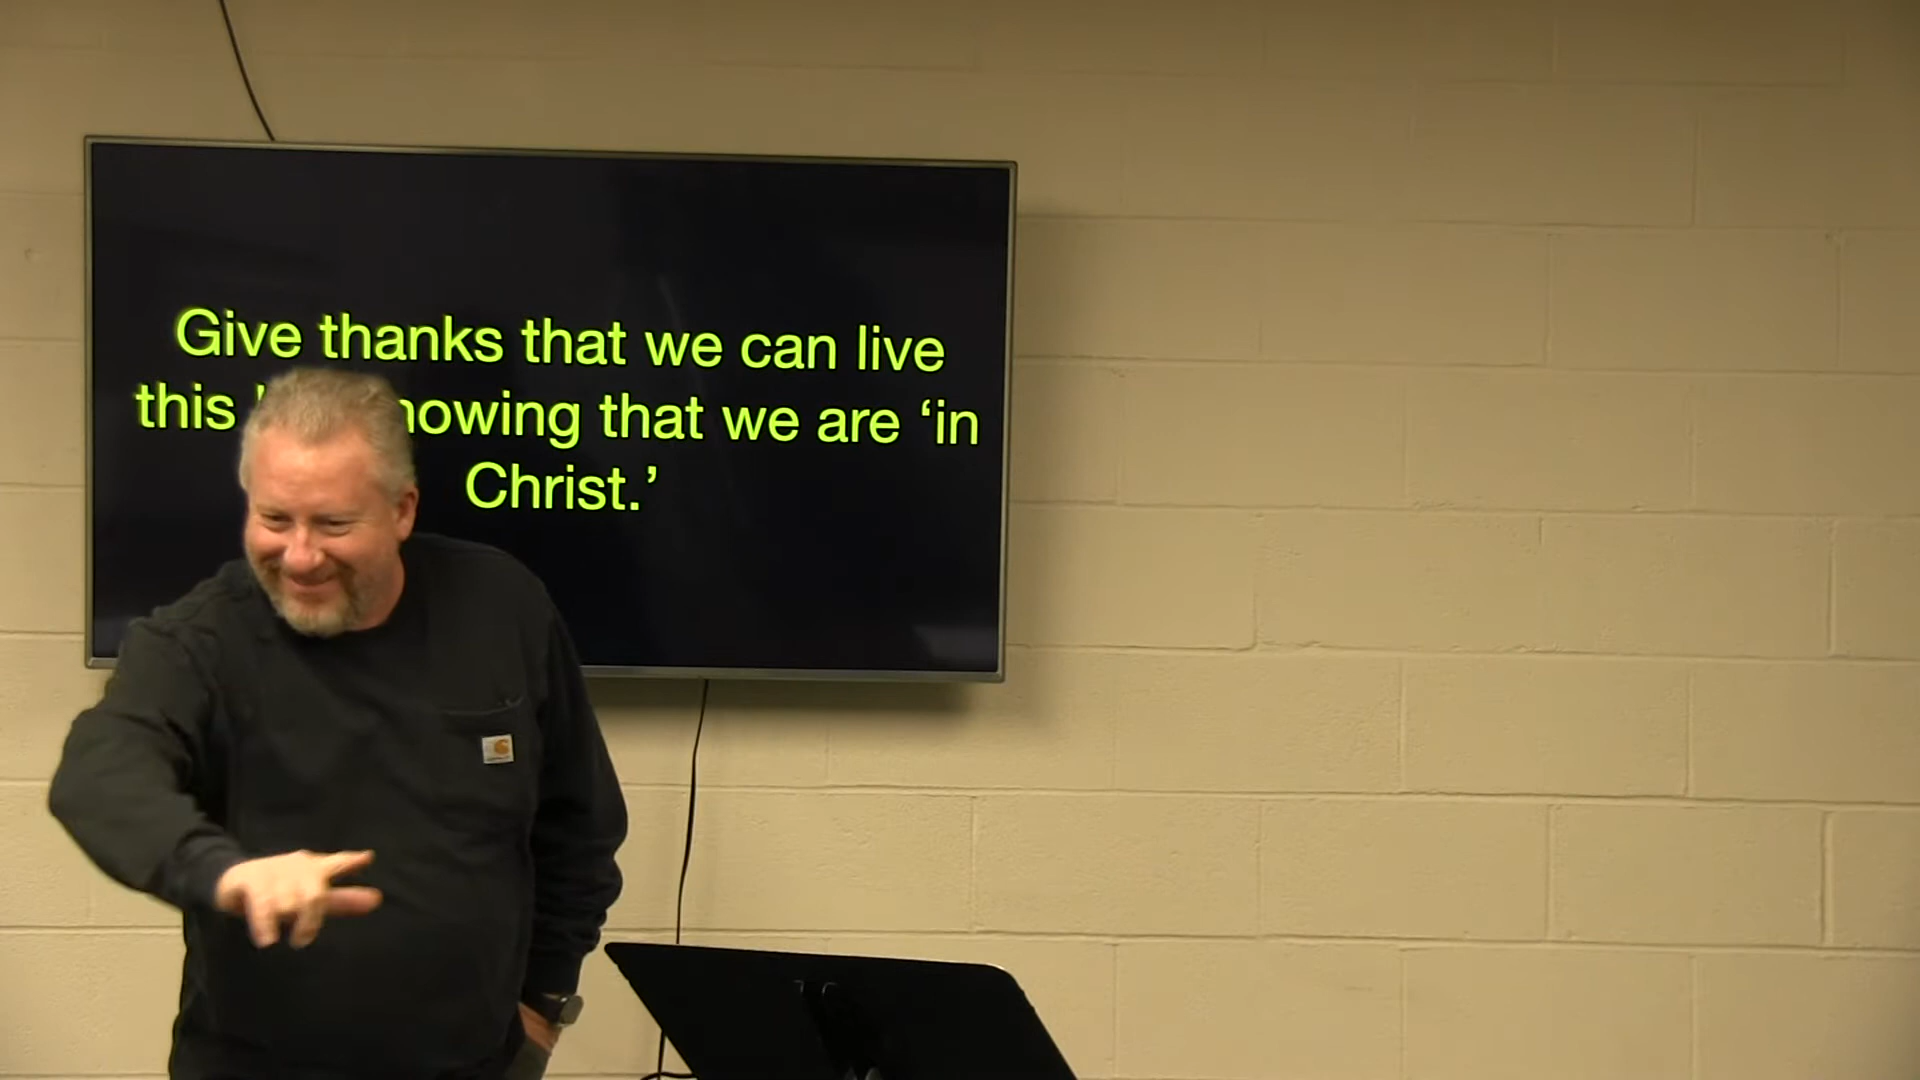 Give thanks that we can live
this nowing that we are ‘in
Christ.’